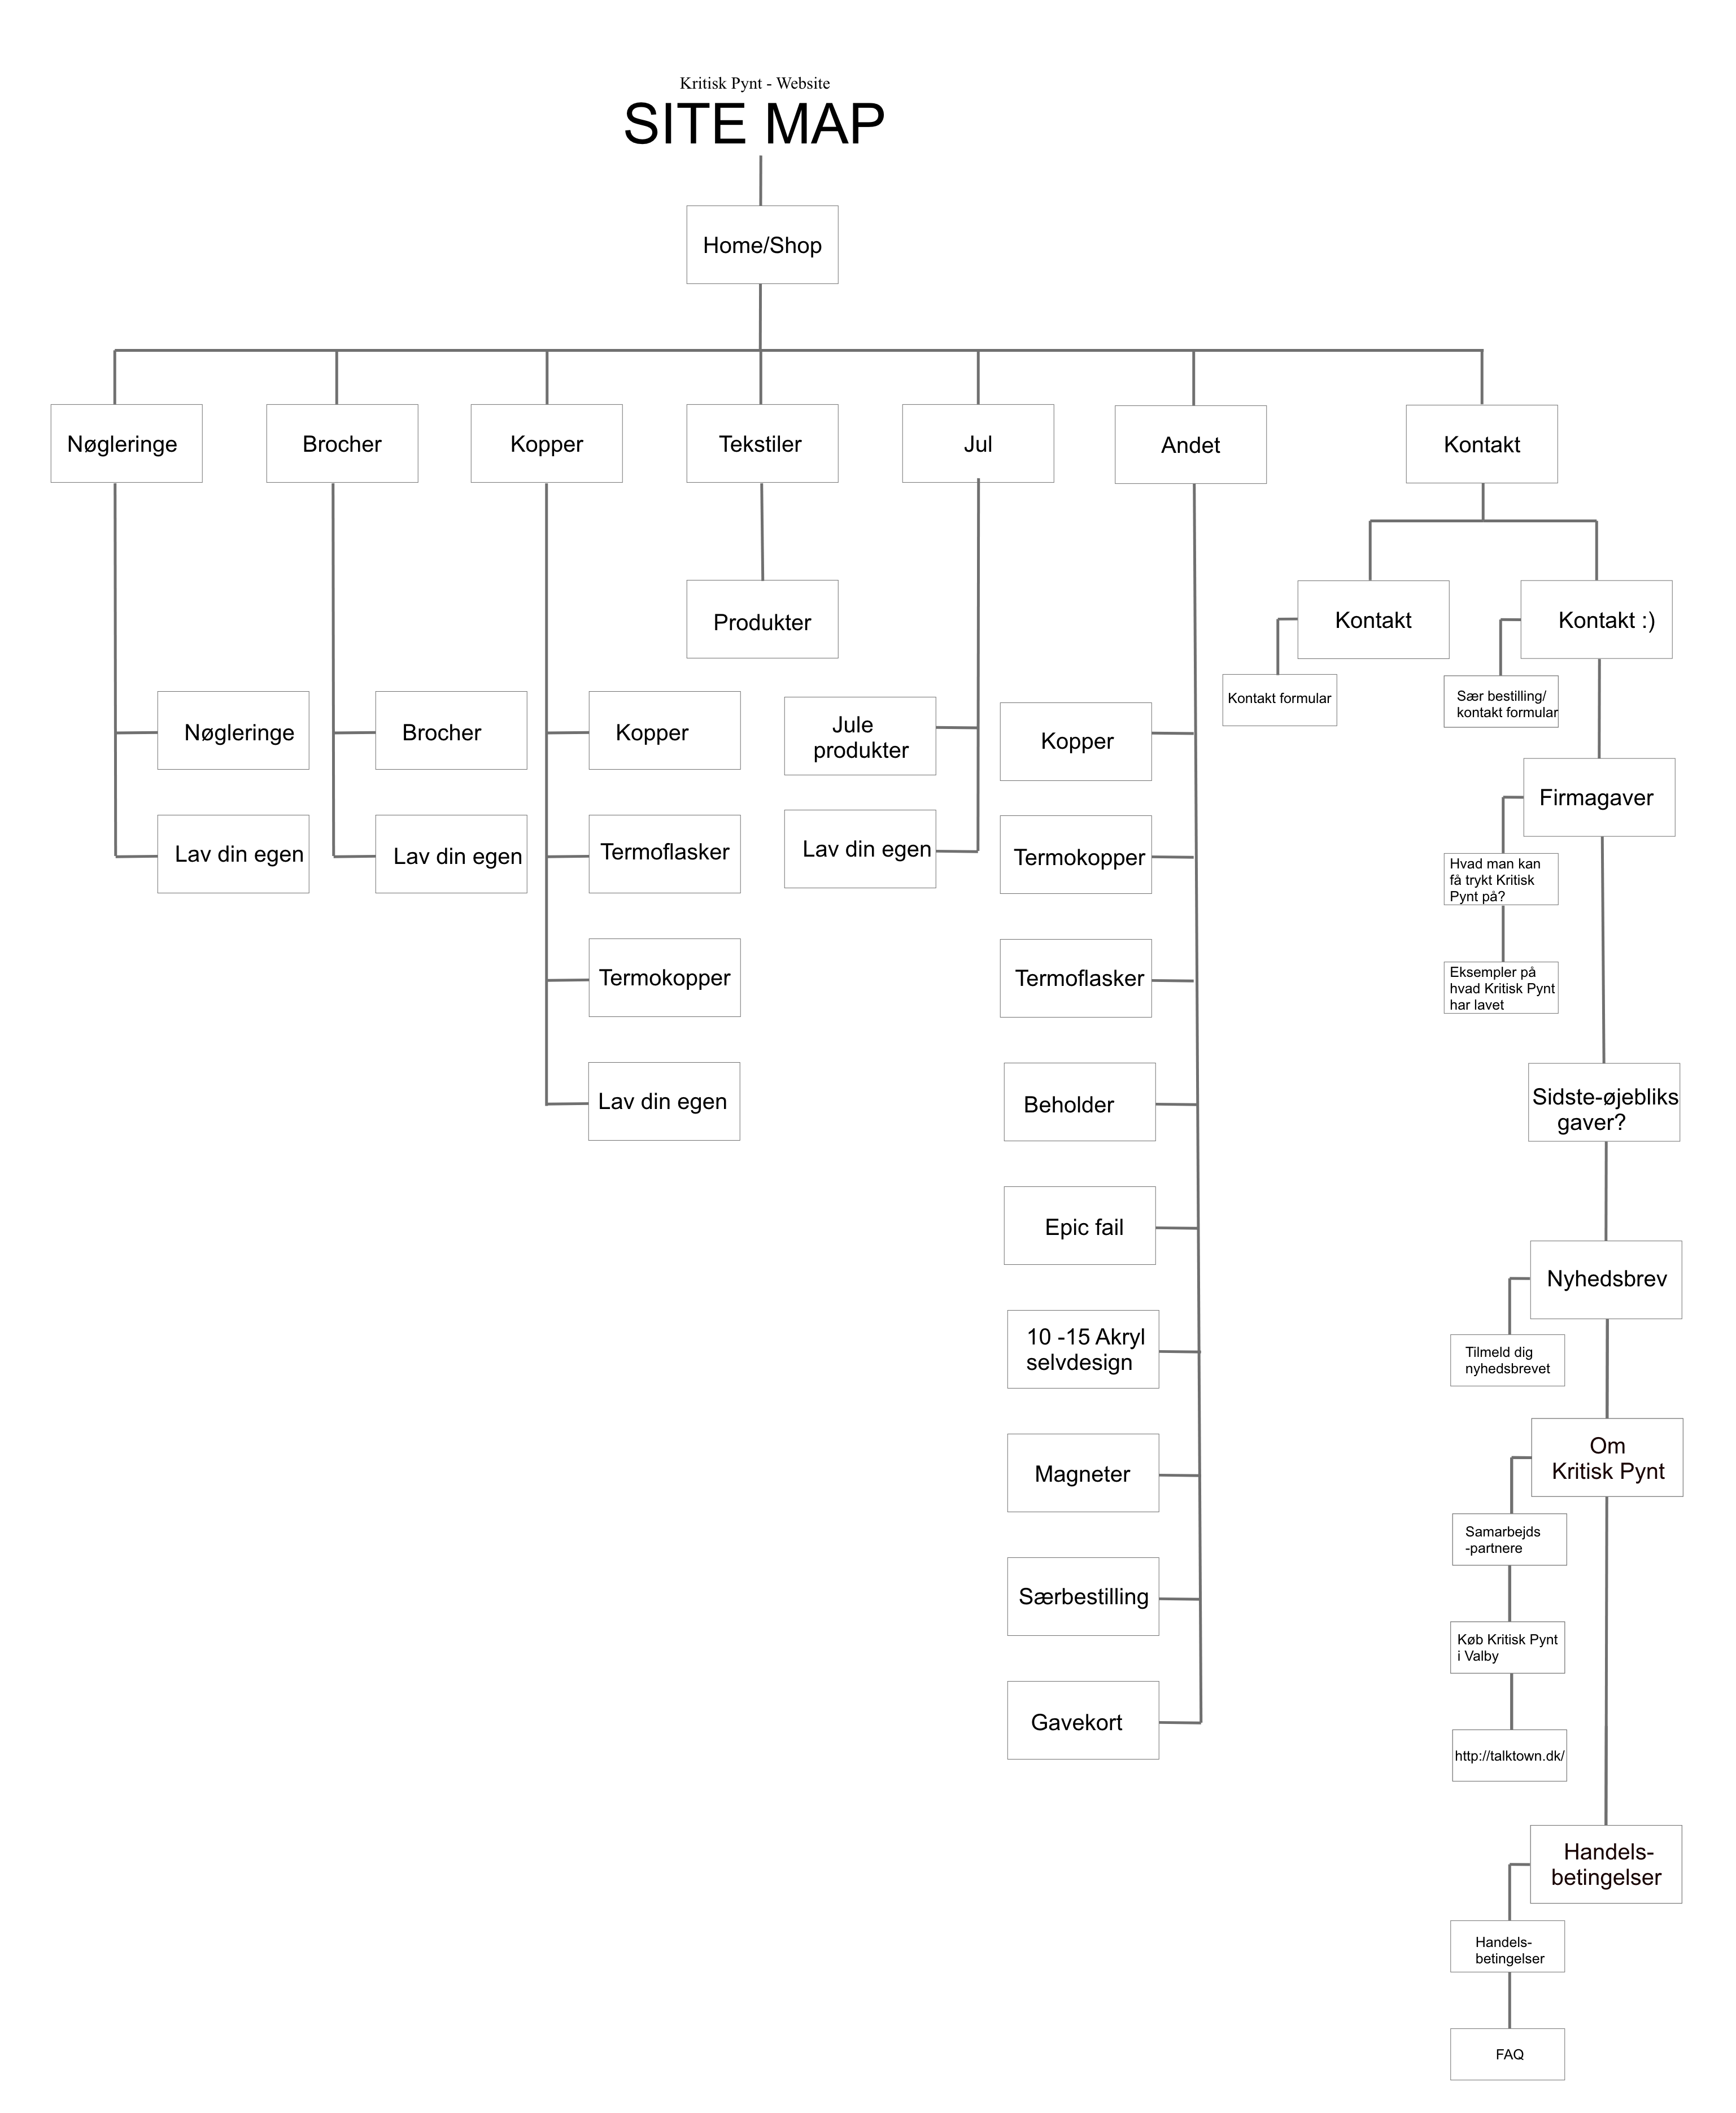 Kritisk Pynt - Website
SITE MAP
Home/Shop
Nøgleringe
Brocher
Kopper
Tekstiler
Jul
Andet
Kontakt
Nøgleringe
Lav din egen
Brocher
Lav din egen
Kopper
Termoflasker
Termokopper
Lav din egen
Produkter
Jule
produkter
Lav din egen
Kopper
Termokopper
Termoflasker
Beholder
Epic fail
10 -15 Akryl
selvdesign
Magneter
Særbestilling
Gavekort
Kontakt
Kontakt formular
Kontakt :)
Sær bestilling/
kontakt formular
Firmagaver
Hvad man kan
få trykt Kritisk
Pynt på?
Eksempler på
hvad Kritisk Pynt
har lavet
Sidste-øjebliks
gaver?
Nyhedsbrev
Tilmeld dig
nyhedsbrevet
Om
Kritisk Pynt
Samarbejds
-partnere
Køb Kritisk Pynt
i Valby
http://talktown.dk/
Handels-
betingelser
Handels-
betingelser
FAQ